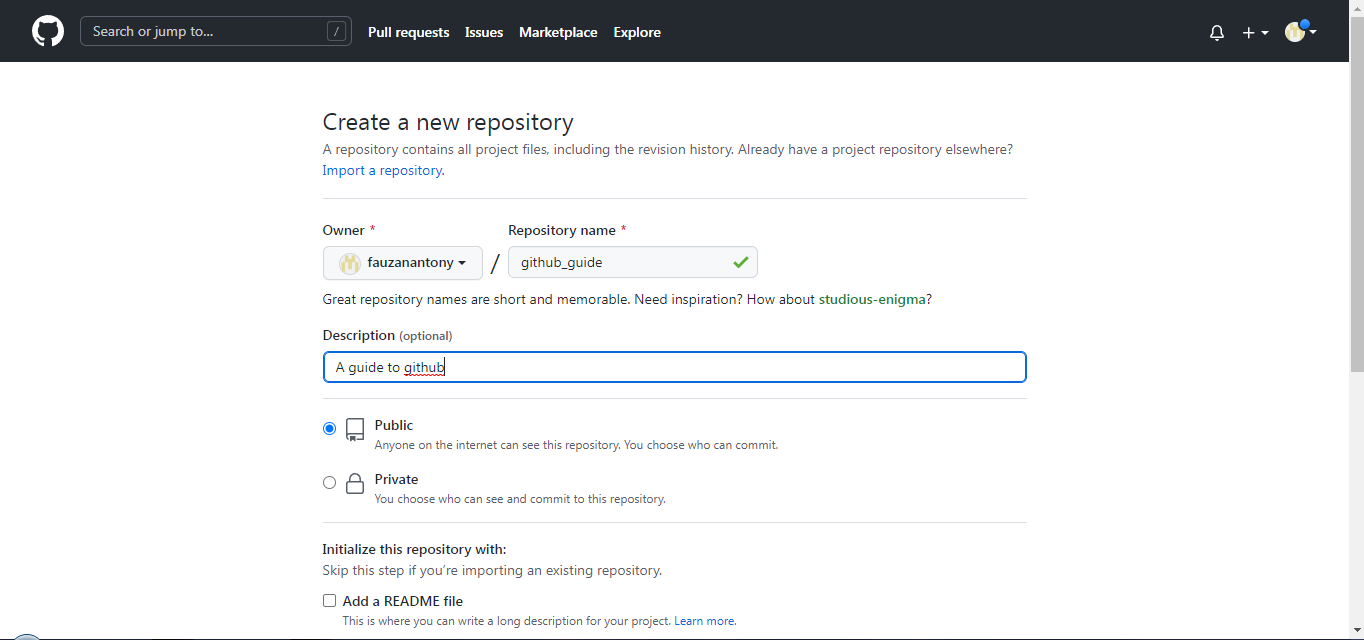 Search or jump to... /
Pull requests Issues Marketplace Explore
Create a new repository
A repository contains all project files, including the revision history. Already have a project repository elsewhere?
Import a repository.
Owner * Repository name *
fauzanantony / github_guide
Great repository names are short and memorable. Need inspiration? How about studious-enigma?
Description (optional)
A guide to github
Public
Anyone on the internet can see this repository. You choose who can commit.
Private
You choose who can see and commit to this repository.
Initialize this repository with:
Skip this step if you're importing an existing repository.
Add a README file
This is where you can write a long description for your project. Learn more.